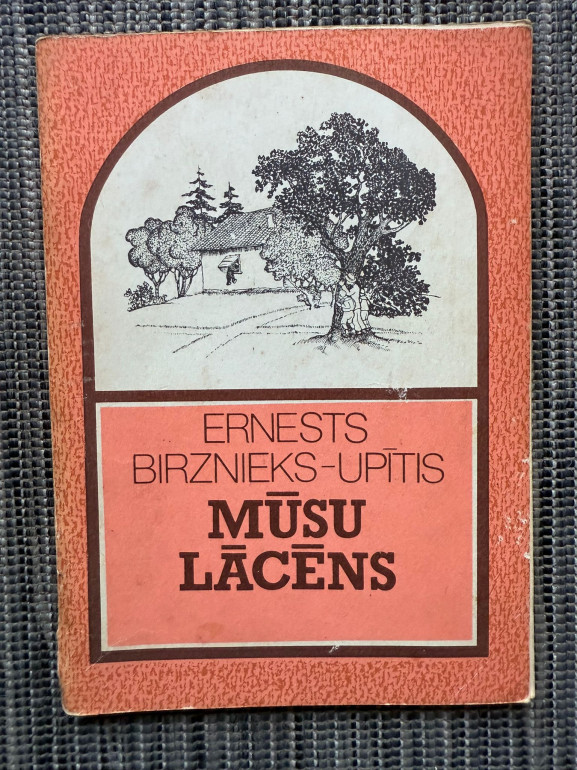 ERNESTS
BIRZNIEKS-UPĪTIS
MŪSU
LĀCĒNS